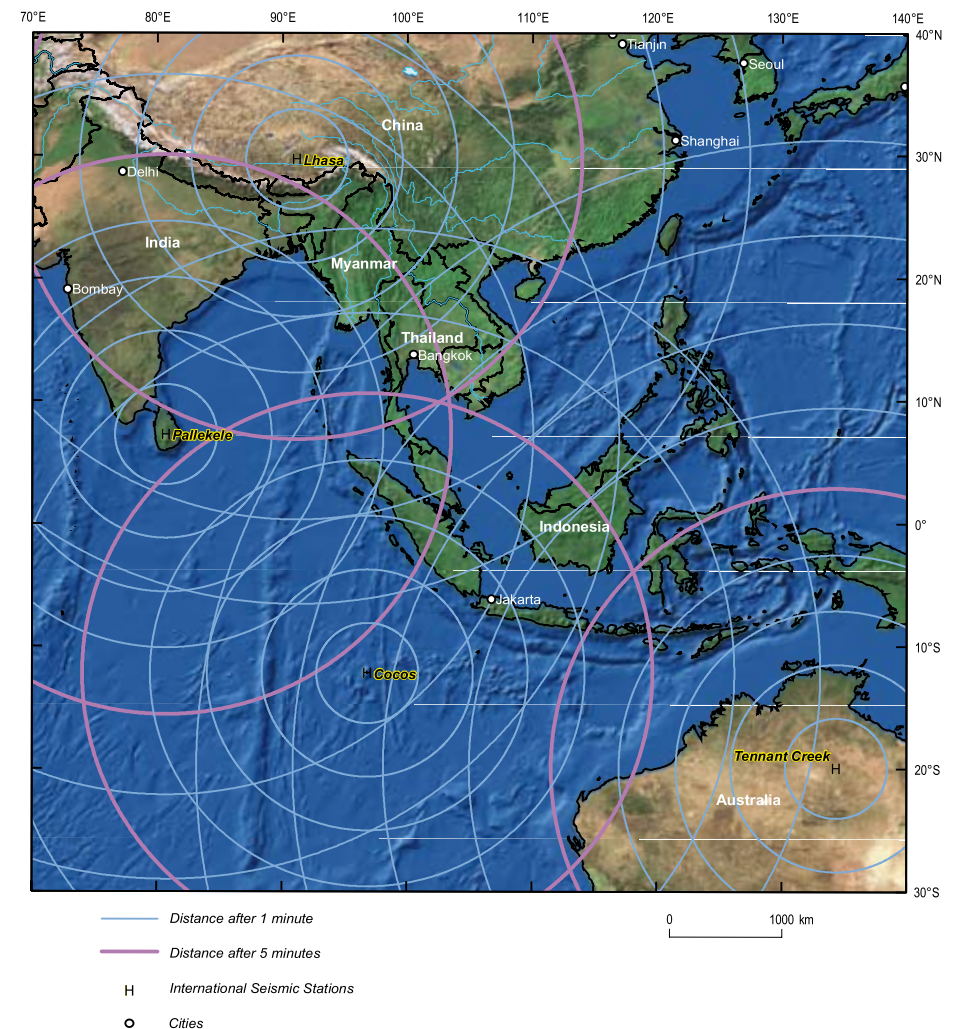 70°E 80°E 90°E 100°E 110°E 120°E 130°E 140°E
40°N
Tianjin
Seoul
China
Shanghai
Lhasa
30°N
Delhi
India
Myanmar
20°N
Bombay
Thailand
Bangkok
10°N
Pallekele
Indonesia
0°
Jakarta
10°S
Cocos
Tennant Creek
20°S
Australia
30°S
Distance after 1 minute
0 1000 km
Distance after 5 minutes
H International Seismic Stations
Cities